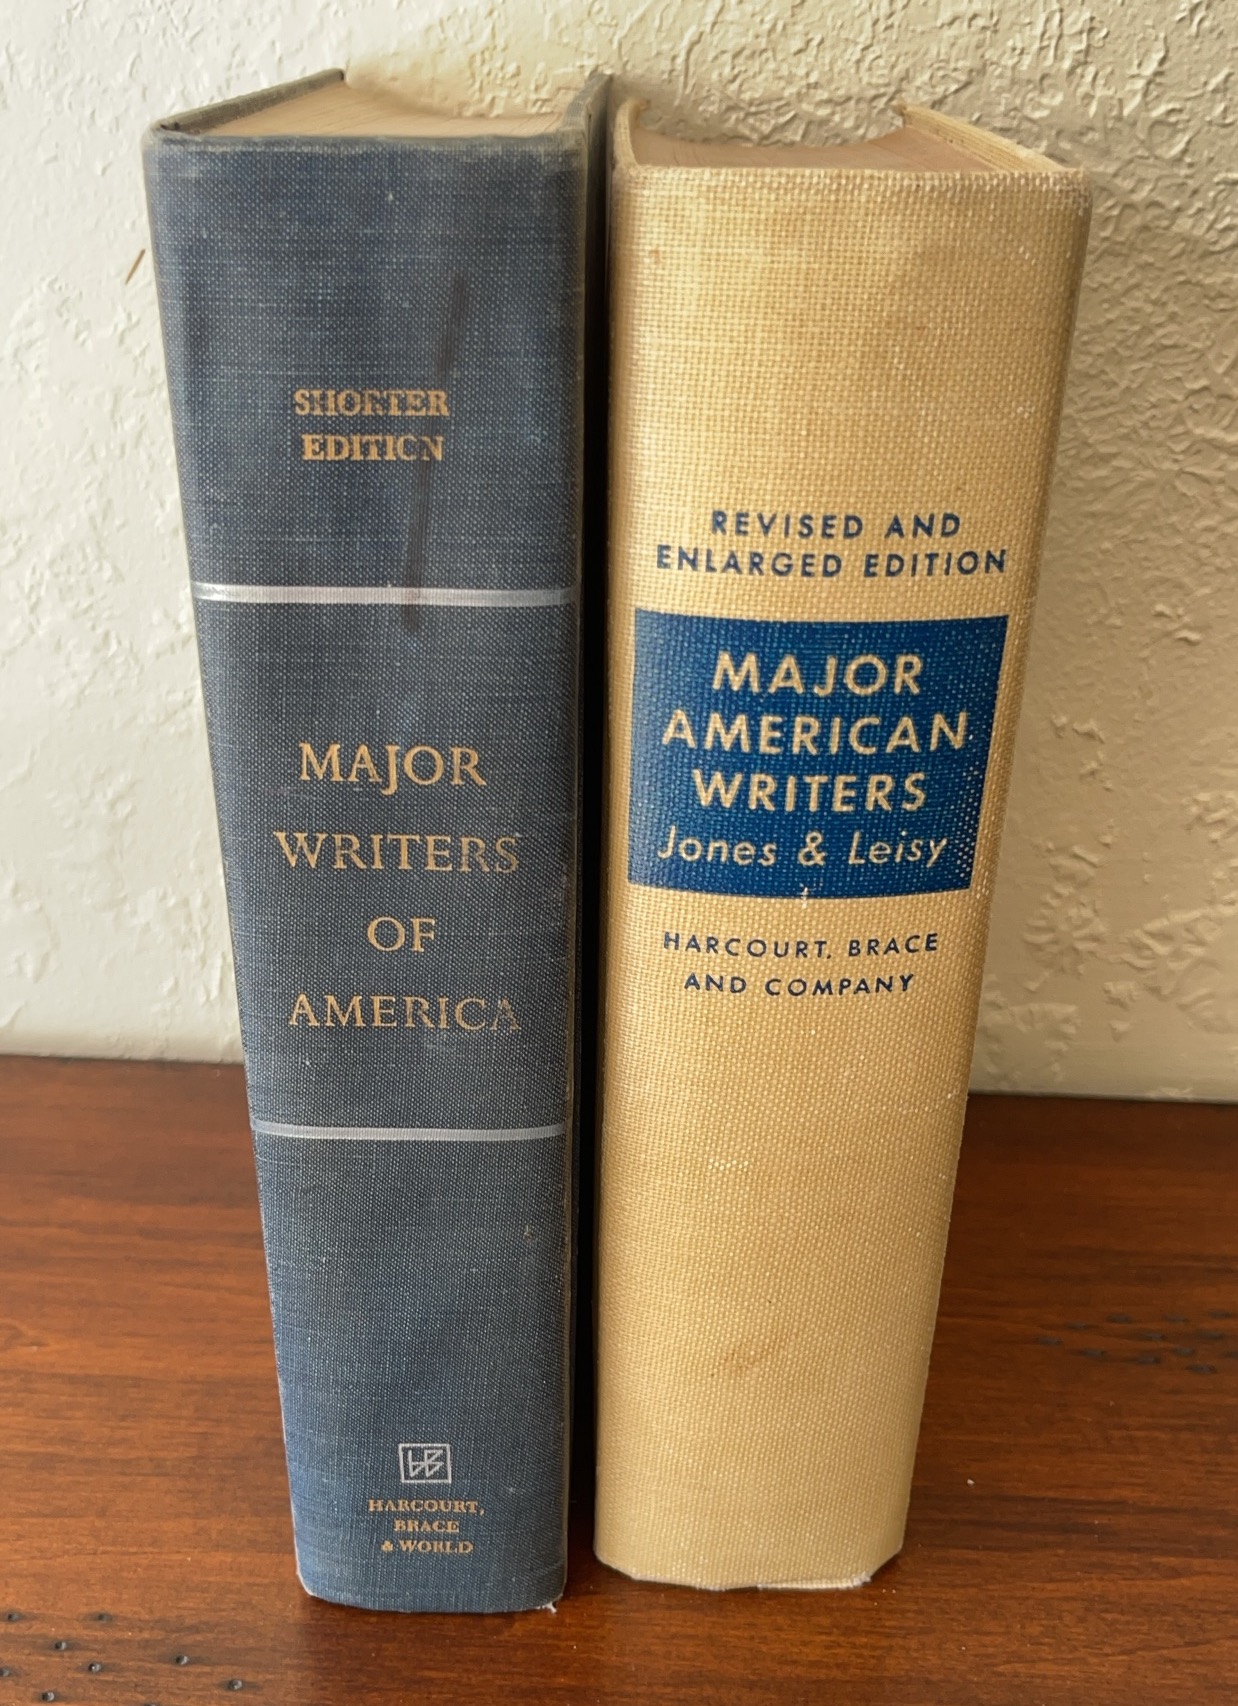 SHORTER
EDITION
MAJOR
WRITERS
OF
AMERICA
HARCOURT,
BRACE
& WORLD
REVISED AND
ENLARGED EDITION
MAJOR
AMERICAN
WRITERS
Jones & Leisy
HARCOURT, BRACE
AND COMPANY